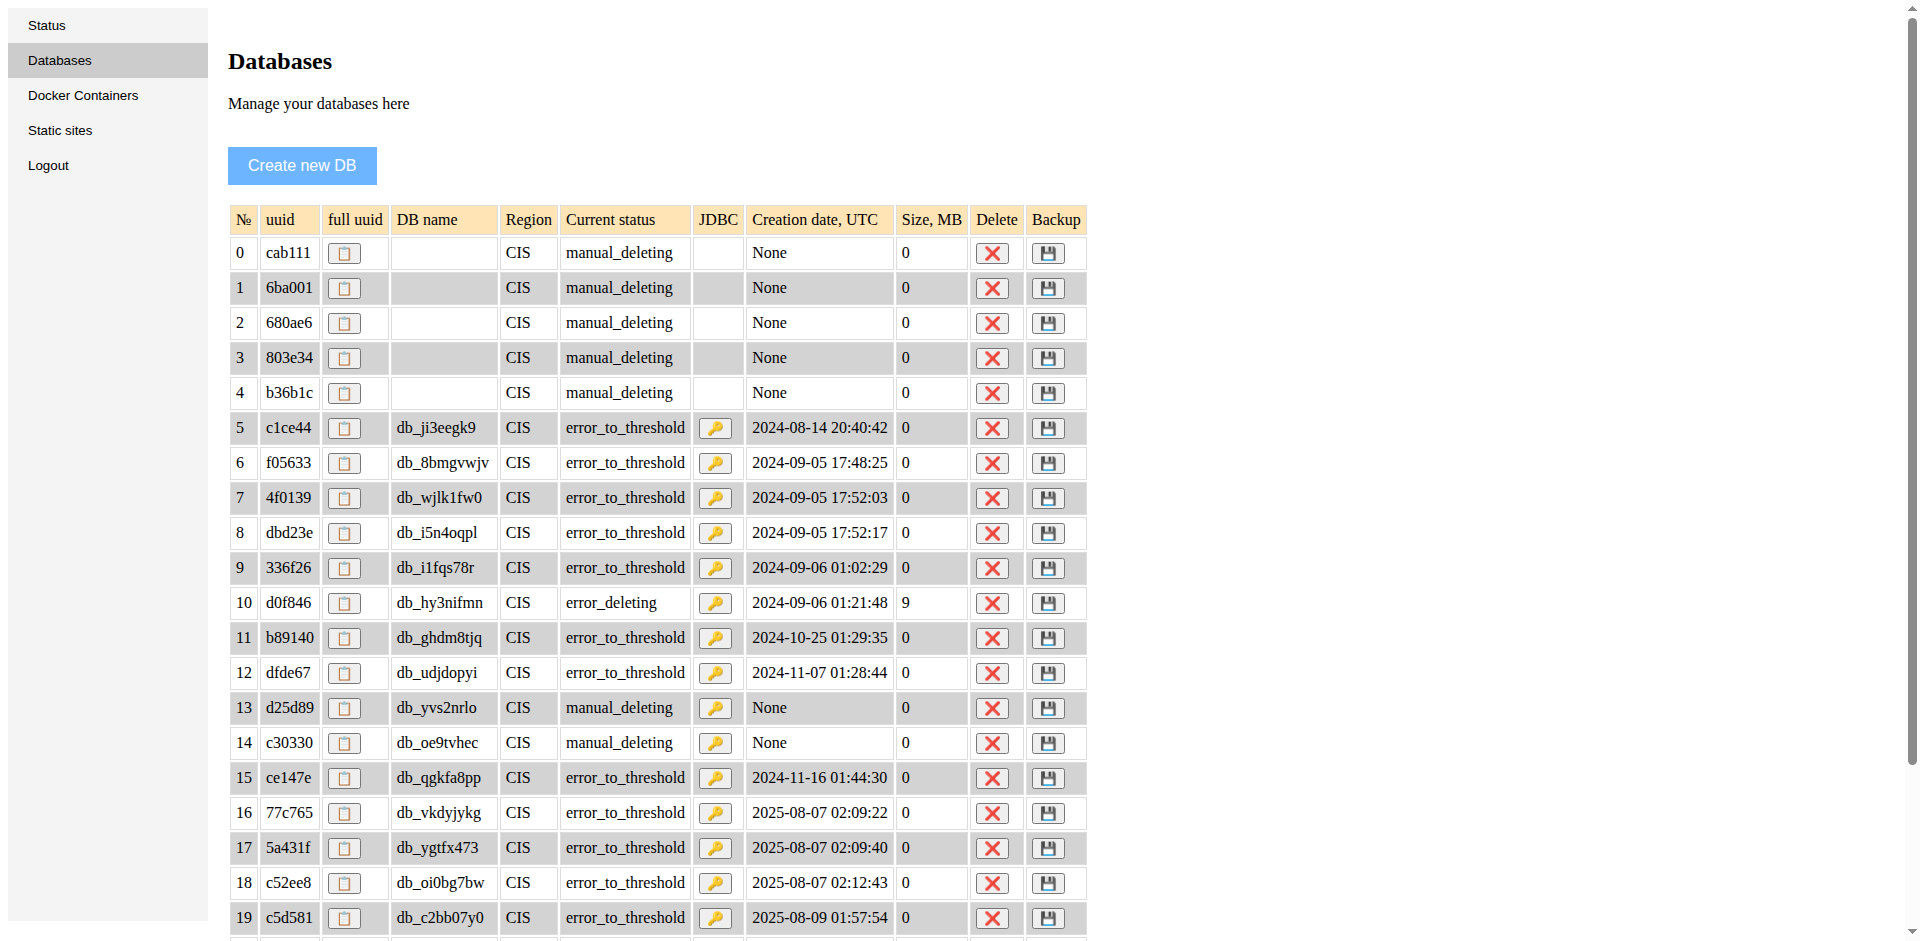 Status
Databases
Docker Containers
Static sites
Logout
Databases
Manage your databases here
Create new DB
№ uuid full uuid DB name Region Current status JDBC Creation date, UTC Size, MB Delete Backup
0 cab111 CIS manual_deleting None 0
1 6ba001 CIS manual_deleting None 0
2 680ae6 CIS manual_deleting None 0
3 803e34 CIS manual_deleting None 0
4 b36b1c CIS manual_deleting None 0
5 c1ce44 db_ji3eegk9 CIS error_to_threshold 2024-08-14 20:40:42 0
6 f05633 db_8bmgvwjv CIS error_to_threshold 2024-09-05 17:48:25 0
7 4f0139 db_wjlk1fw0 CIS error_to_threshold 2024-09-05 17:52:03 0
8 dbd23e db_i5n4oqpl CIS error_to_threshold 2024-09-05 17:52:17 0
9 336f26 db_i1fqs78r CIS error_to_threshold 2024-09-06 01:02:29 0
10 d0f846 db_hy3nifmn CIS error_deleting 2024-09-06 01:21:48 9
11 b89140 db_ghdm8tjq CIS error_to_threshold 2024-10-25 01:29:35 0
12 dfde67 db_udjdopyi CIS error_to_threshold 2024-11-07 01:28:44 0
13 d25d89 db_yvs2nrlo CIS manual_deleting None 0
14 c30330 db_oe9tvhec CIS manual_deleting None 0
15 ce147e db_qgkfa8pp CIS error_to_threshold 2024-11-16 01:44:30 0
16 77c765 db_vkdyjykg CIS error_to_threshold 2025-08-07 02:09:22 0
17 5a431f db_ygtfx473 CIS error_to_threshold 2025-08-07 02:09:40 0
18 c52ee8 db_oi0bg7bw CIS error_to_threshold 2025-08-07 02:12:43 0
19 c5d581 db_c2bb07y0 CIS error_to_threshold 2025-08-09 01:57:54 0